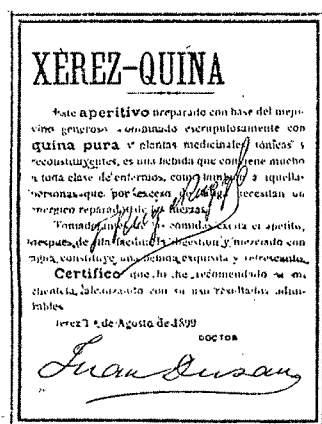 XÈREZ-QUINA
Este aperitivo preparado con base del mejor
vino generoso combinado escrupulosamente con
quina pura y plantas medicinales tónicas y
reconstituyentes, es una bebida que conviene mucho
a toda clase de enfermos, como también a aquellas
personas que por exceso de necesitan un
enérgico reparador de las fuerzas.
Tomado antes de las comidas excita el apetito,
después de ellas facilita la digestión y mezclado con
agua, constituye una bebida exquisita y refrescante.
Certifico que lo he recomendado a mi
clientela, alcanzando con su uso resultados admi-
rables.
Jerez 1 de Agosto de 1899
DOCTOR
Juan Dusan